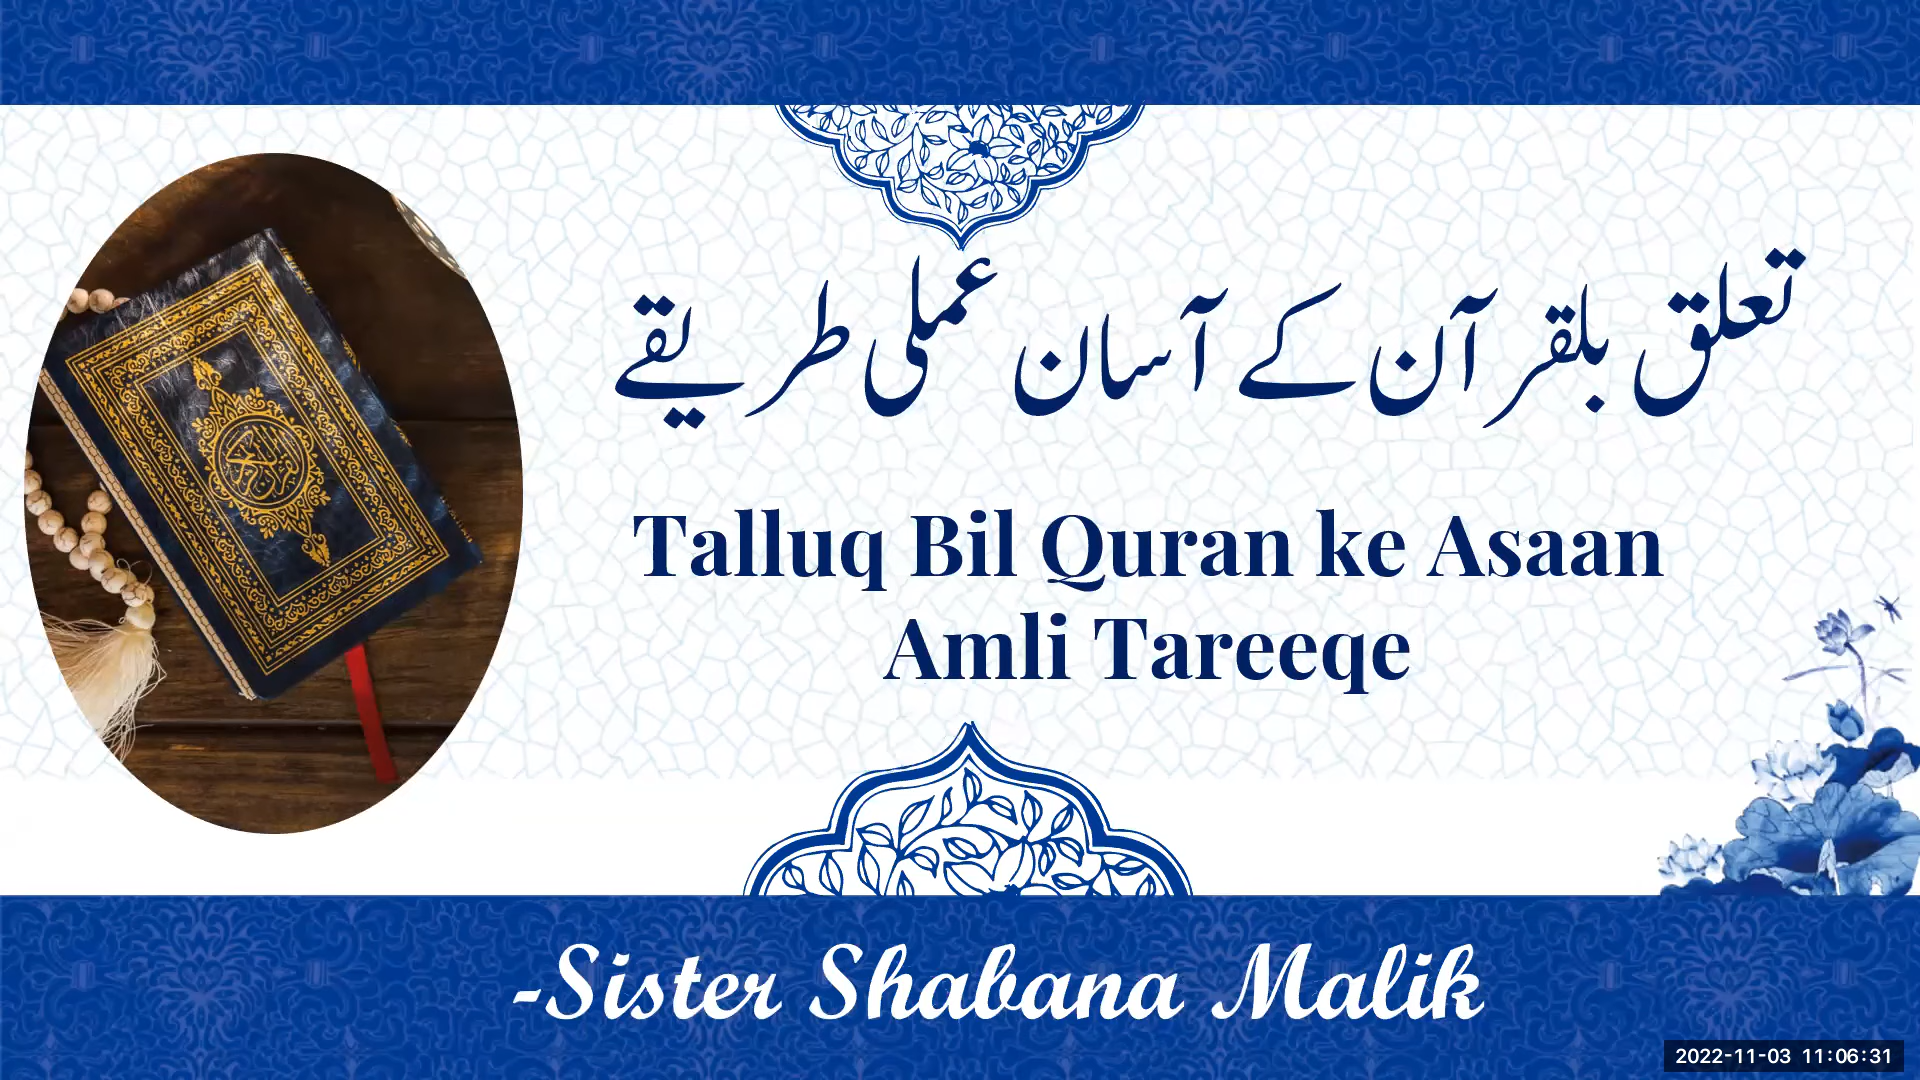 تعلق بلقرآن کے آسان عملی طریقے
Talluq Bil Quran ke Asaan
Amli Tareeqe
-Sister Shabana Malik
2022-11-03 11:06:31